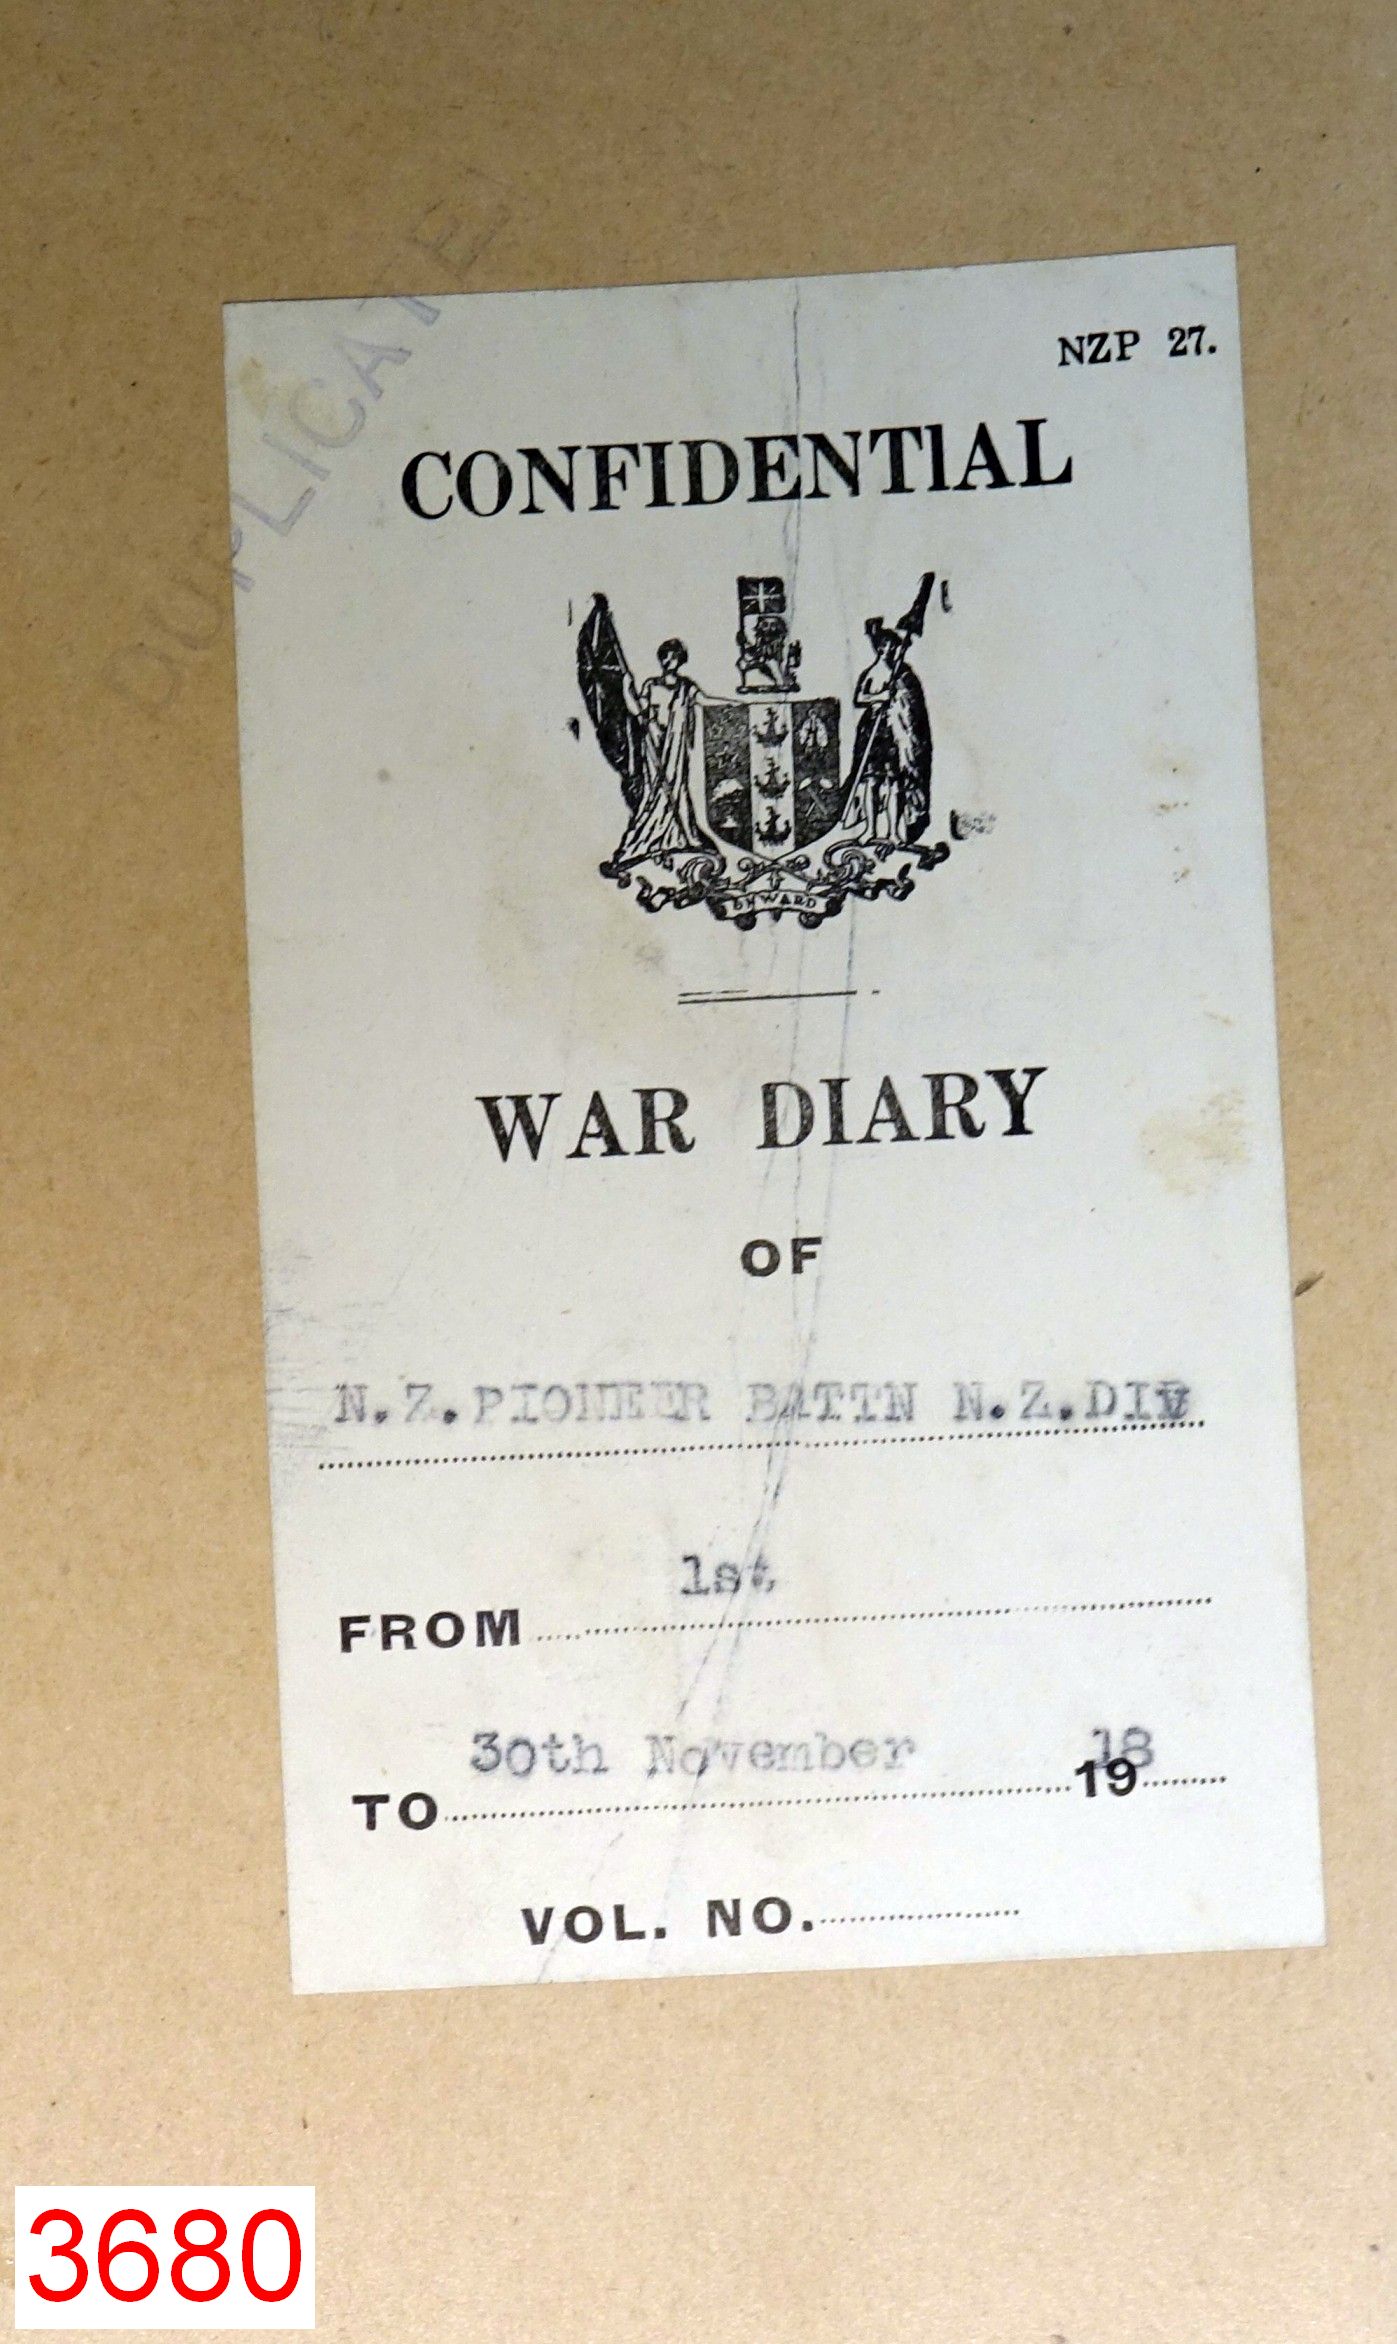 DUPLICATE
NZP 27.
CONFIDENTIAL
ONWARD
WAR DIARY
OF
N.Z.PIONEER BATTN N.Z.DIV
1st
FROM
30th November 18
TO 19
VOL. NO.
3680